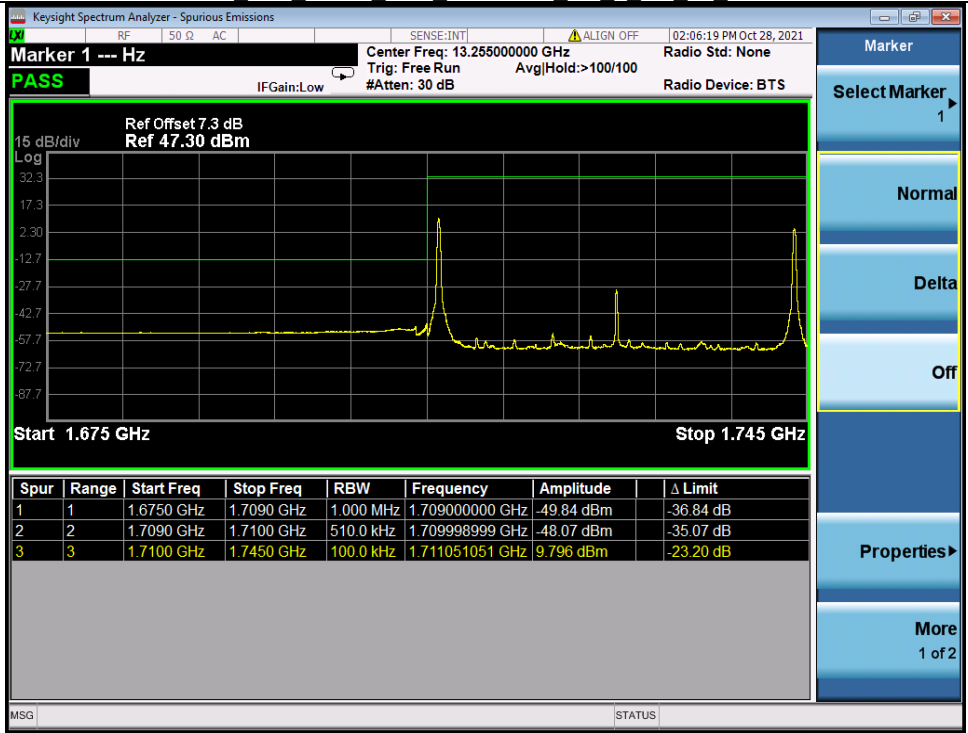 Keysight Spectrum Analyzer - Spurious Emissions
LXI RF 50 Ω AC SENSE:INT ALIGN OFF 02:06:19 PM Oct 28, 2021
Marker 1 --- Hz Center Freq: 13.255000000 GHz Radio Std: None
Trig: Free Run Avg|Hold:>100/100
PASS IFGain:Low #Atten: 30 dB Radio Device: BTS
Ref Offset 7.3 dB
15 dB/div Ref 47.30 dBm
Log
32.3
17.3
2.30
-12.7
-27.7
-42.7
-57.7
-72.7
-87.7
Start 1.675 GHz Stop 1.745 GHz
Spur Range Start Freq Stop Freq RBW Frequency Amplitude Δ Limit
1 1 1.6750 GHz 1.7090 GHz 1.000 MHz 1.709000000 GHz -49.84 dBm -36.84 dB
2 2 1.7090 GHz 1.7100 GHz 510.0 kHz 1.709998999 GHz -48.07 dBm -35.07 dB
3 3 1.7100 GHz 1.7450 GHz 100.0 kHz 1.711051051 GHz 9.796 dBm -23.20 dB
MSG STATUS
Marker
Select Marker
1
Normal
Delta
Off
Properties
More
1 of 2